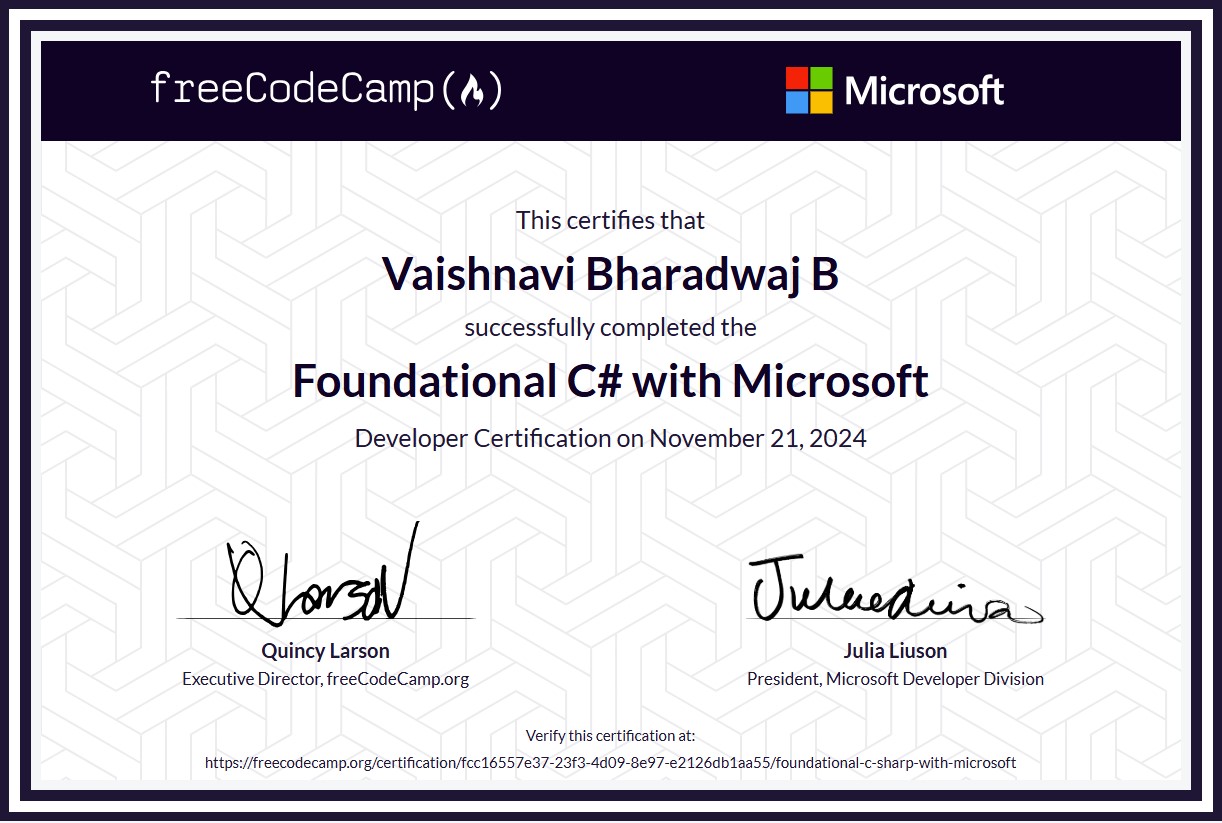 freeCodeCamp Microsoft
This certifies that
Vaishnavi Bharadwaj B
successfully completed the
Foundational C# with Microsoft
Developer Certification on November 21, 2024
Quincy Larson
Executive Director, freeCodeCamp.org
Julia Liuson
President, Microsoft Developer Division
Verify this certification at:
https://freecodecamp.org/certification/fcc16557e37-23f3-4d09-8e97-e2126db1aa55/foundational-c-sharp-with-microsoft